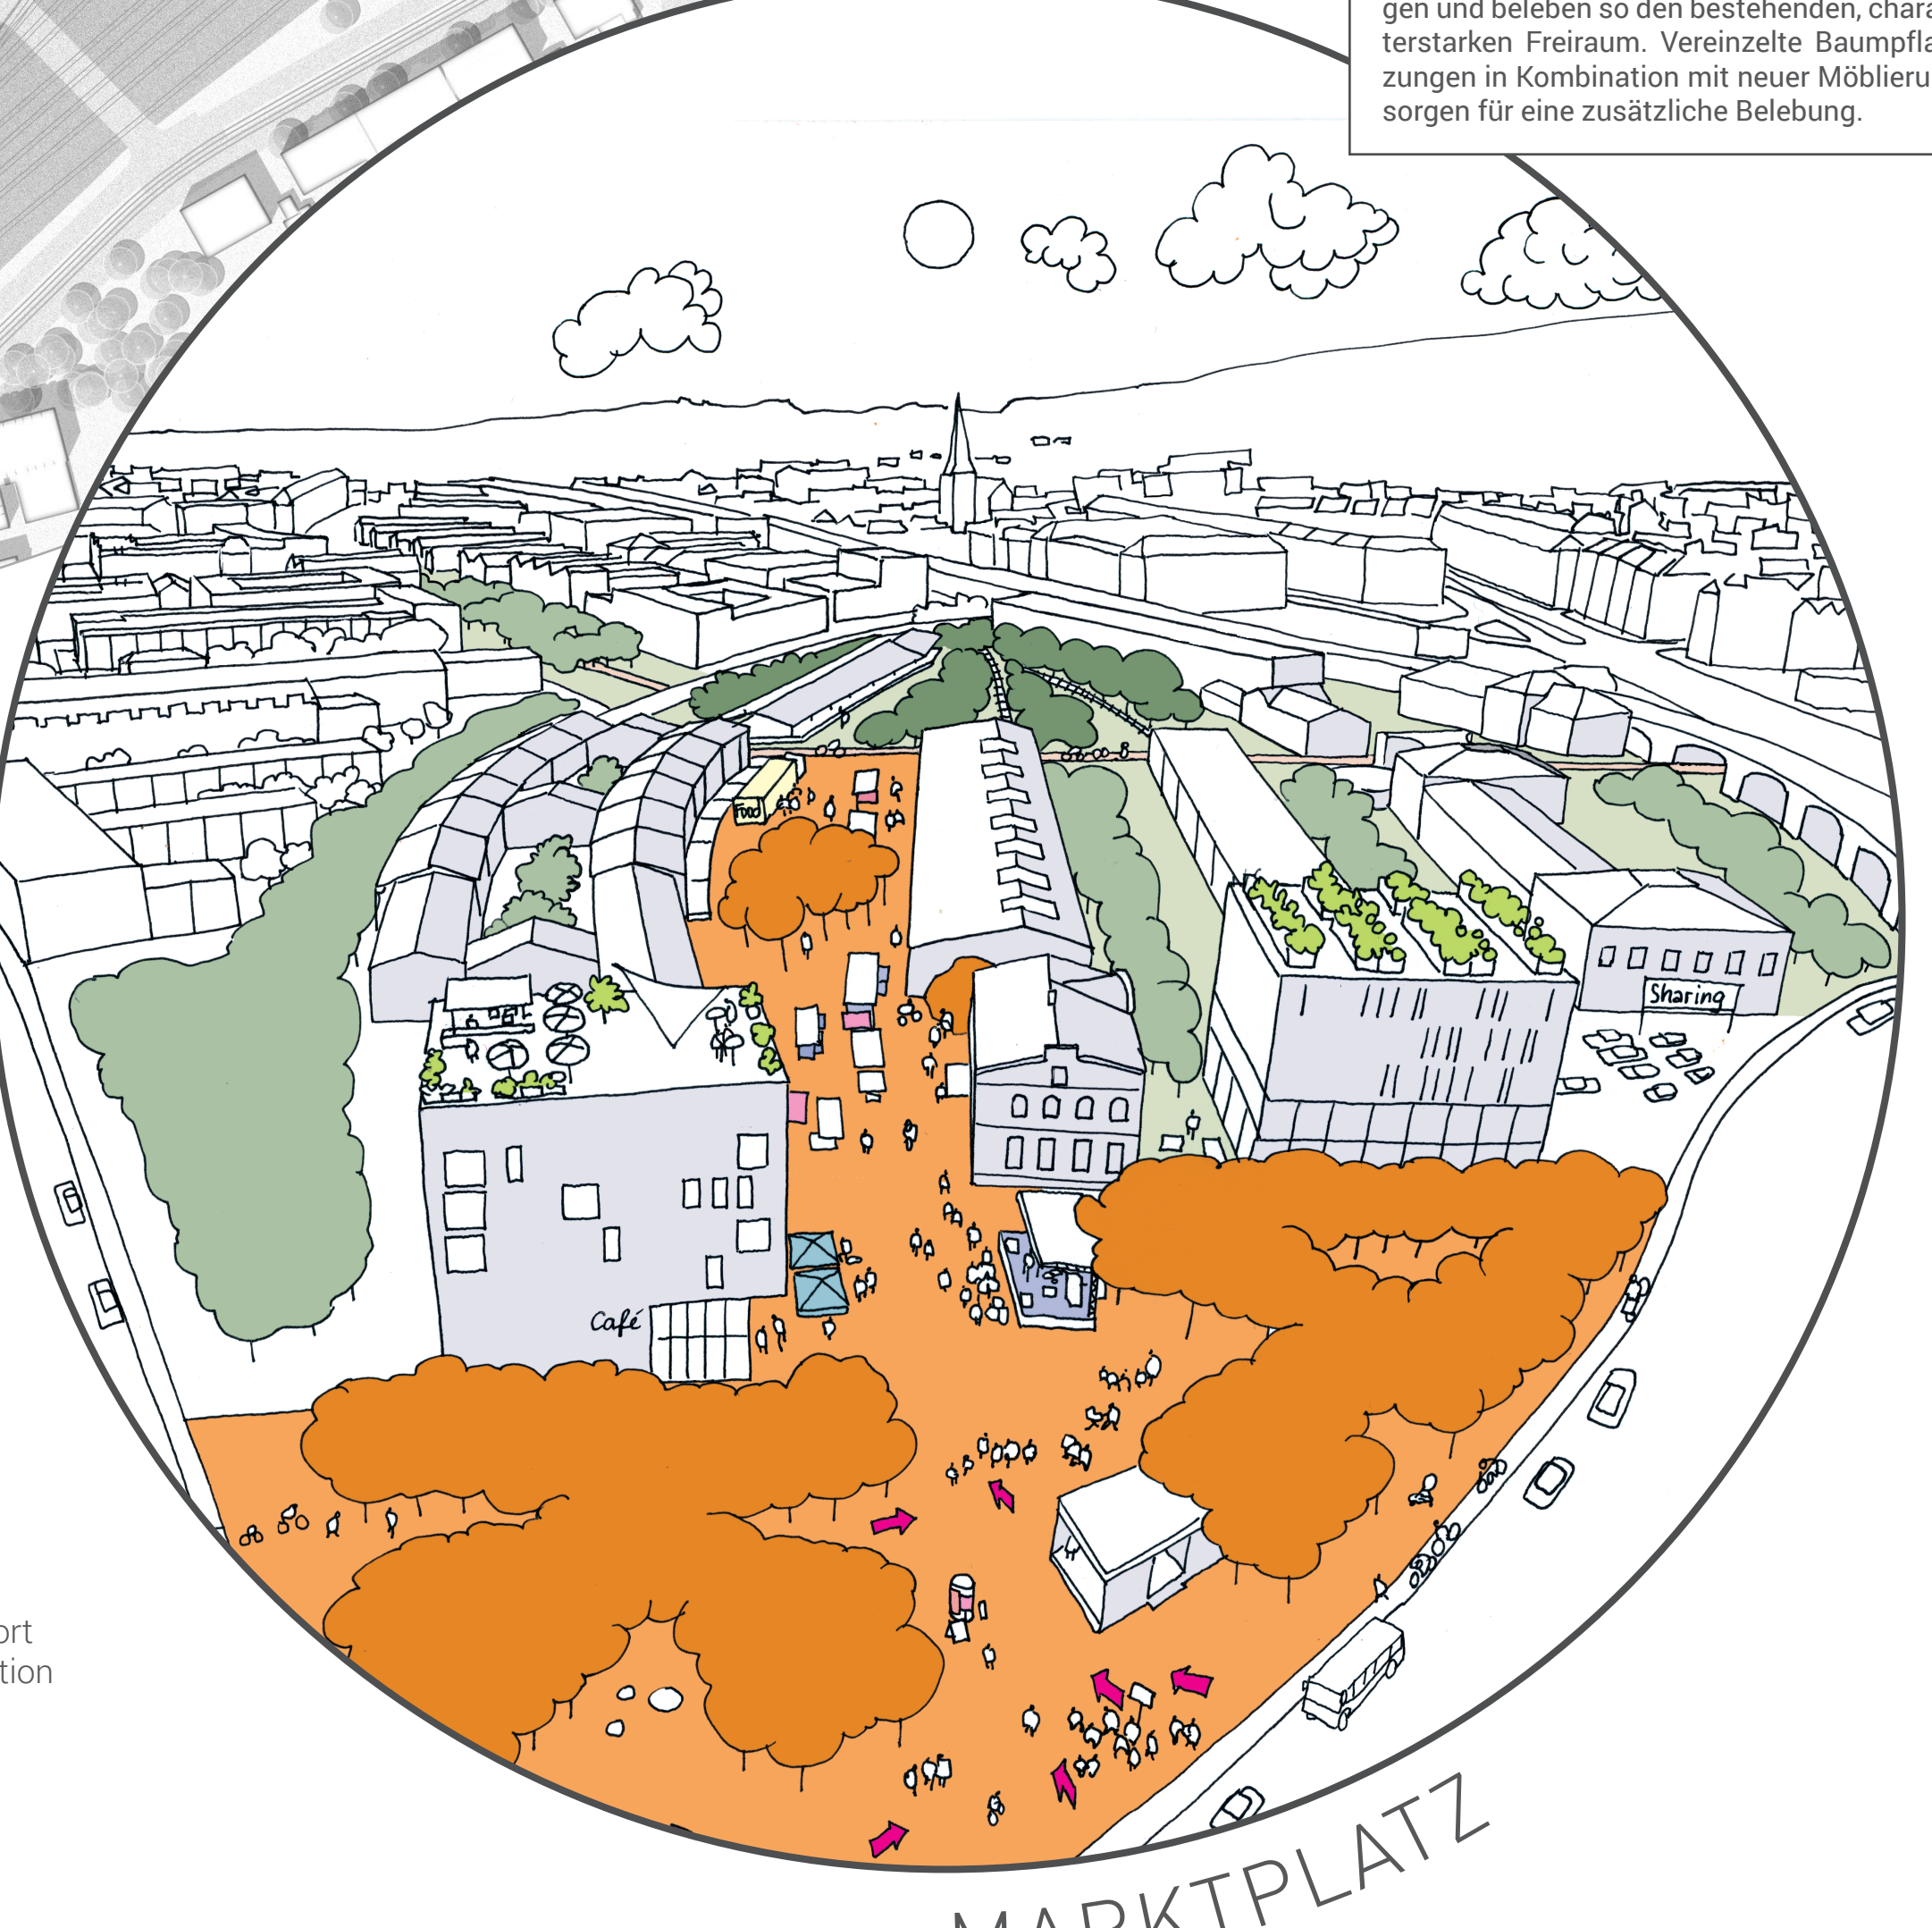 gen und beleben so den bestehenden, chara
terstarken Freiraum. Vereinzelte Baumpfla
zungen in Kombination mit neuer Möblieru
sorgen für eine zusätzliche Belebung.
Sharing
Café
ort
tion
MARKTPLATZ